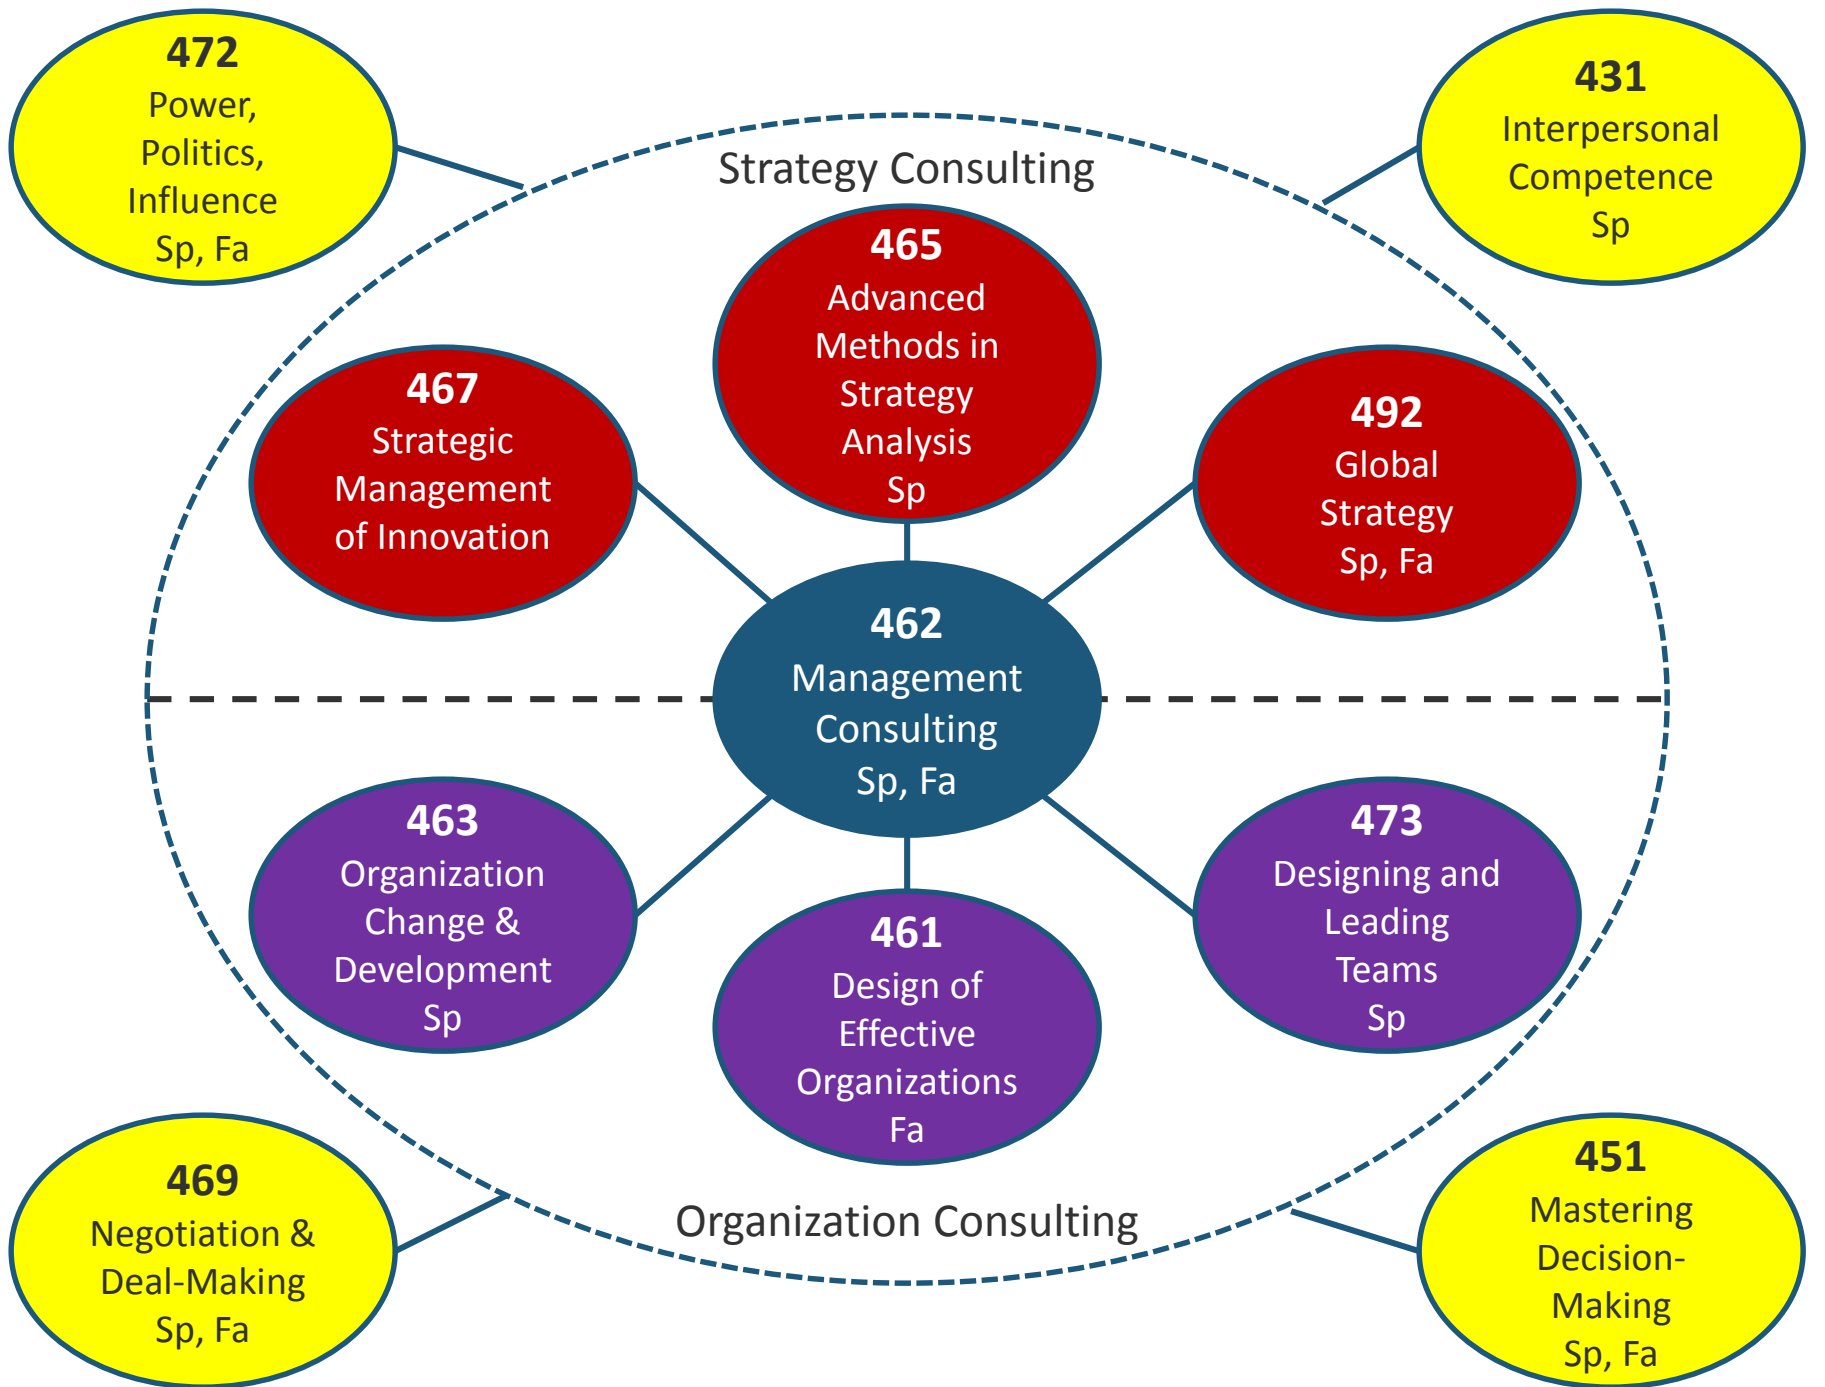 472
Power,
Politics,
Influence
Sp, Fa
431
Interpersonal
Competence
Sp
Strategy Consulting
465
Advanced
Methods in
Strategy
Analysis
Sp
467
Strategic
Management
of Innovation
492
Global
Strategy
Sp, Fa
462
Management
Consulting
Sp, Fa
463
Organization
Change &
Development
Sp
461
Design of
Effective
Organizations
Fa
473
Designing and
Leading
Teams
Sp
Organization Consulting
469
Negotiation &
Deal-Making
Sp, Fa
451
Mastering
Decision-
Making
Sp, Fa